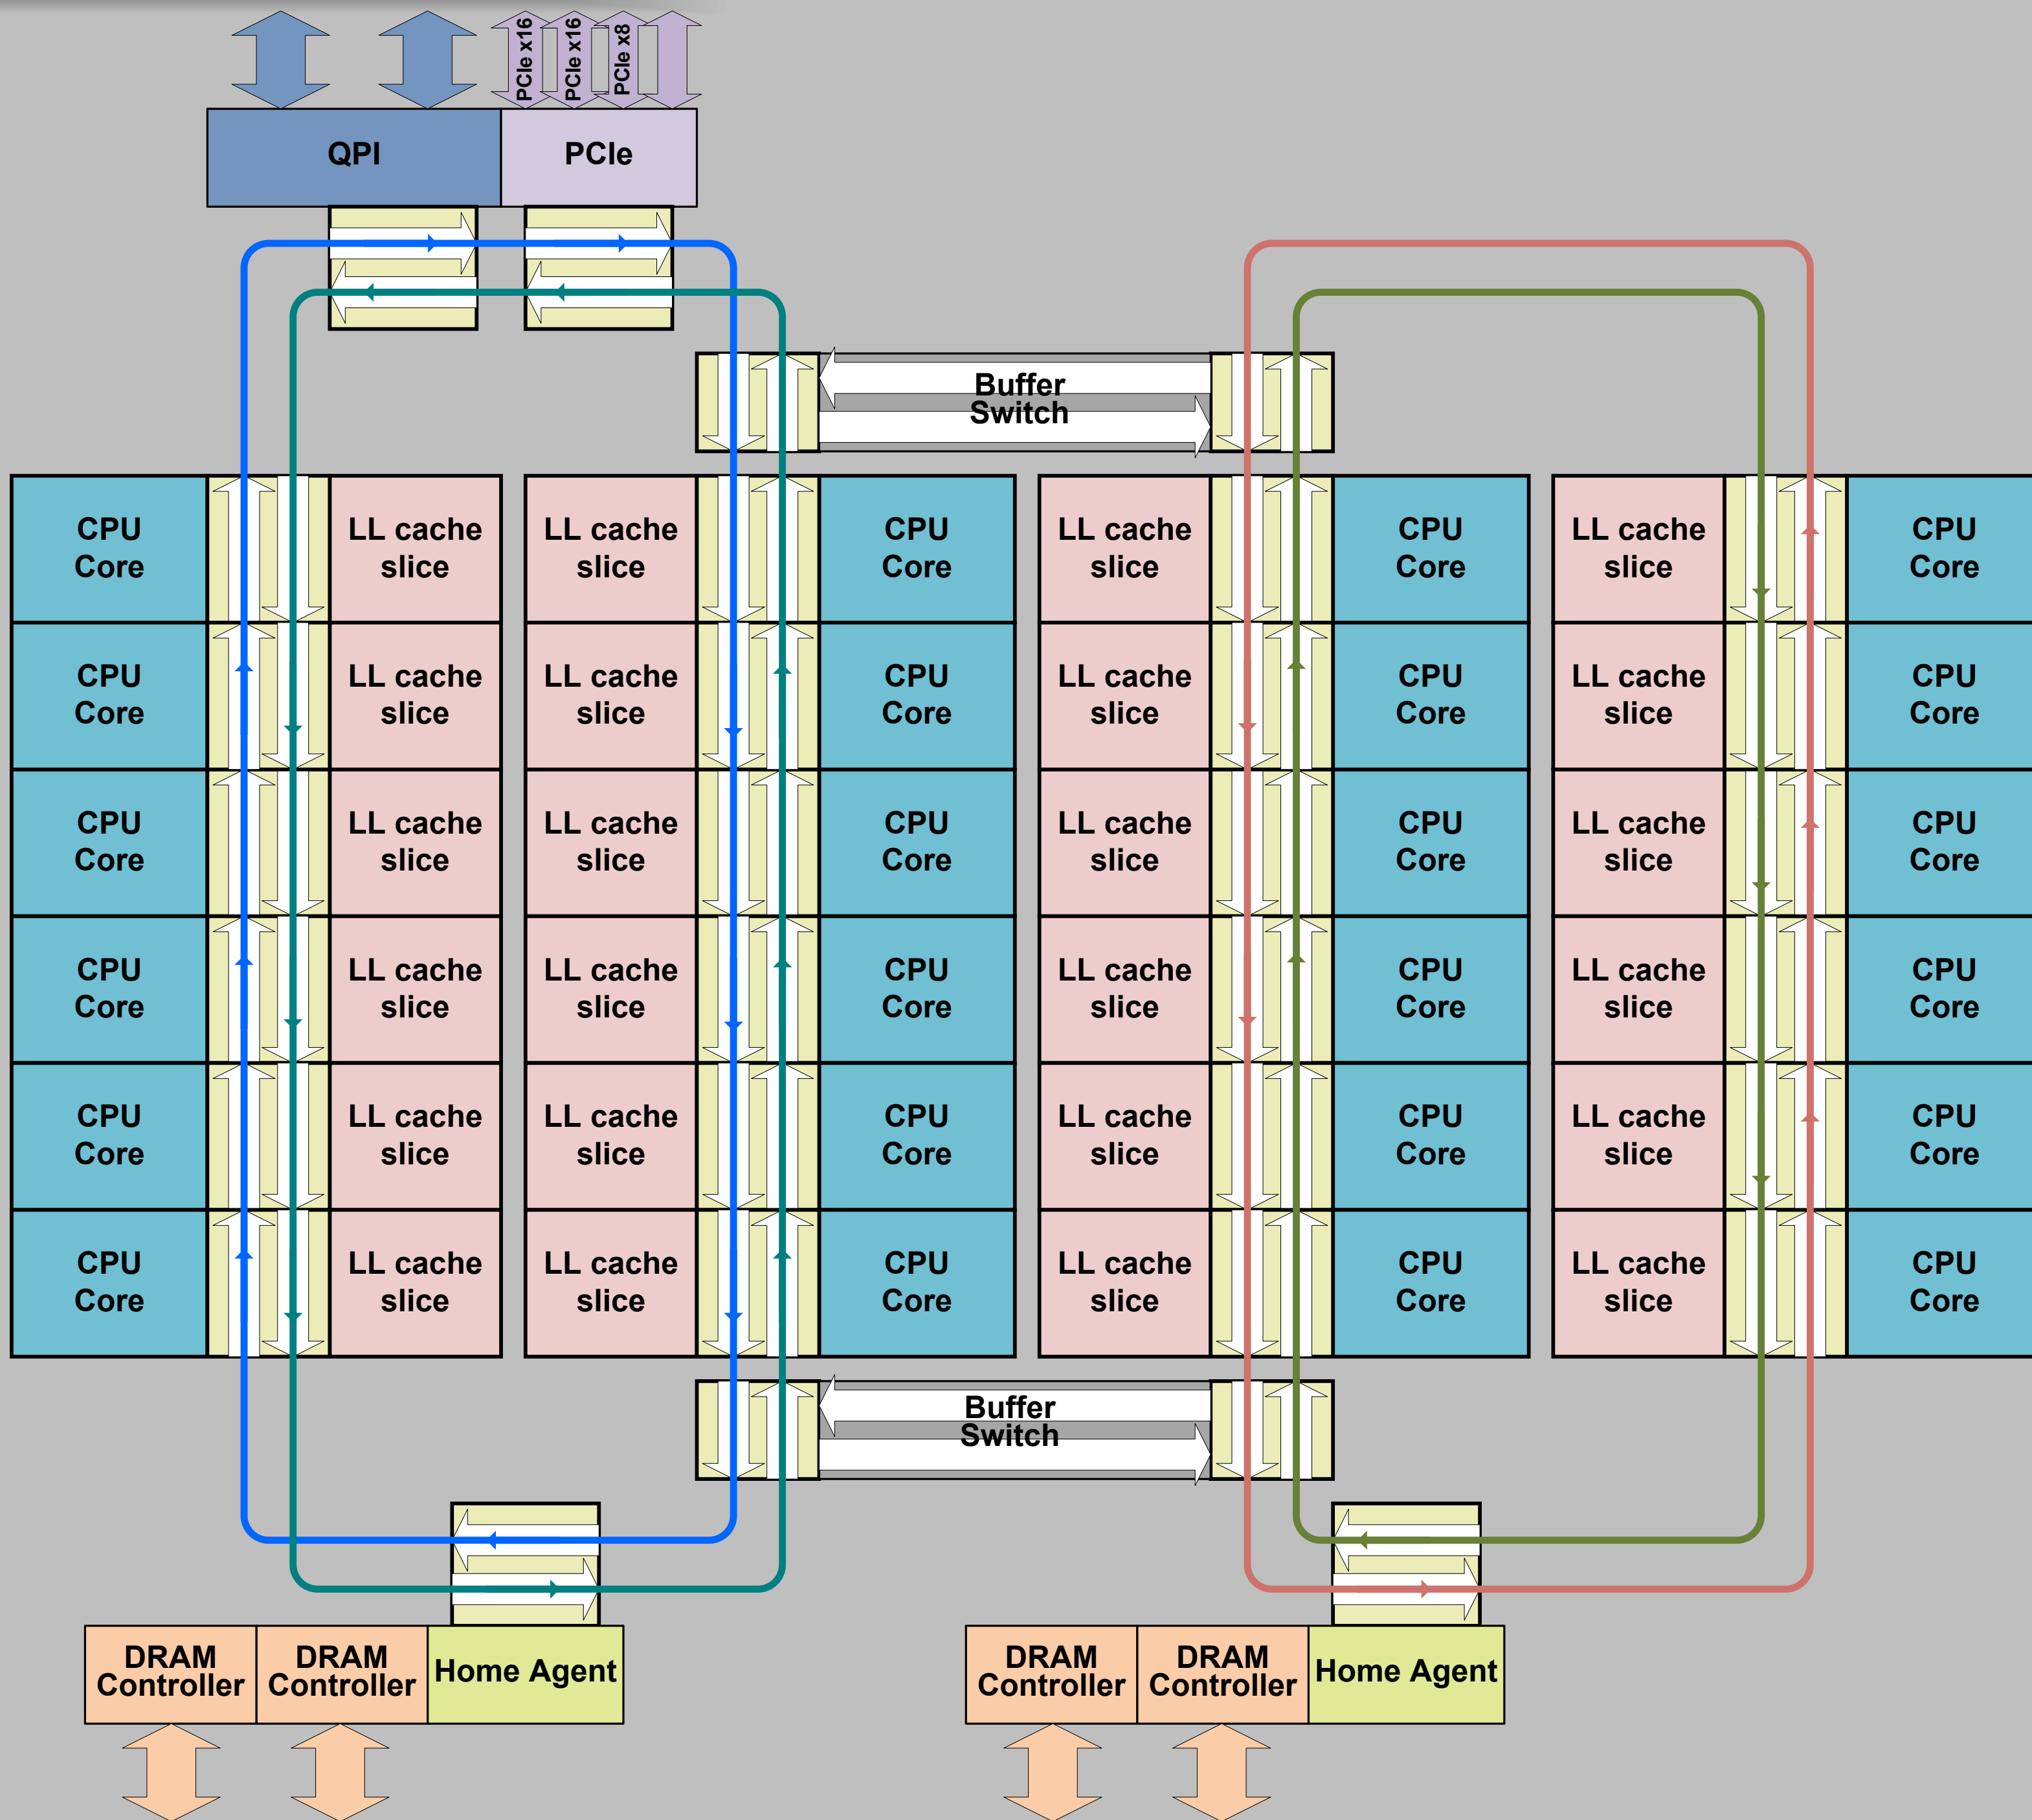 PCIe x16
PCIe x16
PCIe x8
QPI
PCIe
Buffer
Switch
CPU
Core
LL cache
slice
LL cache
slice
CPU
Core
LL cache
slice
CPU
Core
LL cache
slice
CPU
Core
CPU
Core
LL cache
slice
LL cache
slice
CPU
Core
LL cache
slice
CPU
Core
LL cache
slice
CPU
Core
CPU
Core
LL cache
slice
LL cache
slice
CPU
Core
LL cache
slice
CPU
Core
LL cache
slice
CPU
Core
CPU
Core
LL cache
slice
LL cache
slice
CPU
Core
LL cache
slice
CPU
Core
LL cache
slice
CPU
Core
CPU
Core
LL cache
slice
LL cache
slice
CPU
Core
LL cache
slice
CPU
Core
LL cache
slice
CPU
Core
CPU
Core
LL cache
slice
LL cache
slice
CPU
Core
LL cache
slice
CPU
Core
LL cache
slice
CPU
Core
Buffer
Switch
DRAM
Controller
DRAM
Controller
Home Agent
DRAM
Controller
DRAM
Controller
Home Agent